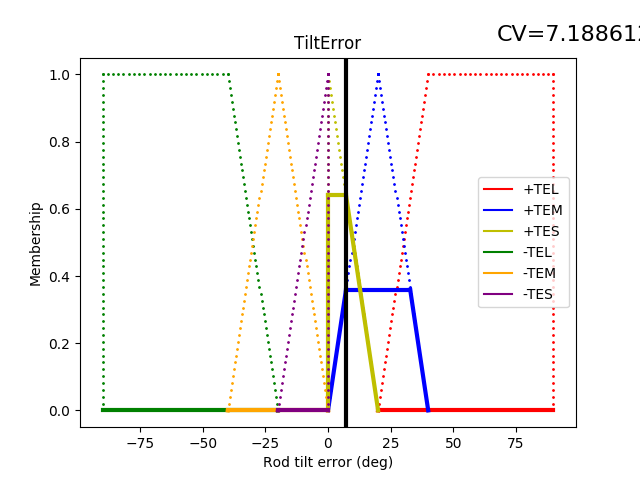 CV=7.18861
TiltError
1.0
0.8
0.6
0.4
0.2
0.0
Membership
+TEL
+TEM
+TES
-TEL
-TEM
-TES
−75 −50 −25 0 25 50 75
Rod tilt error (deg)